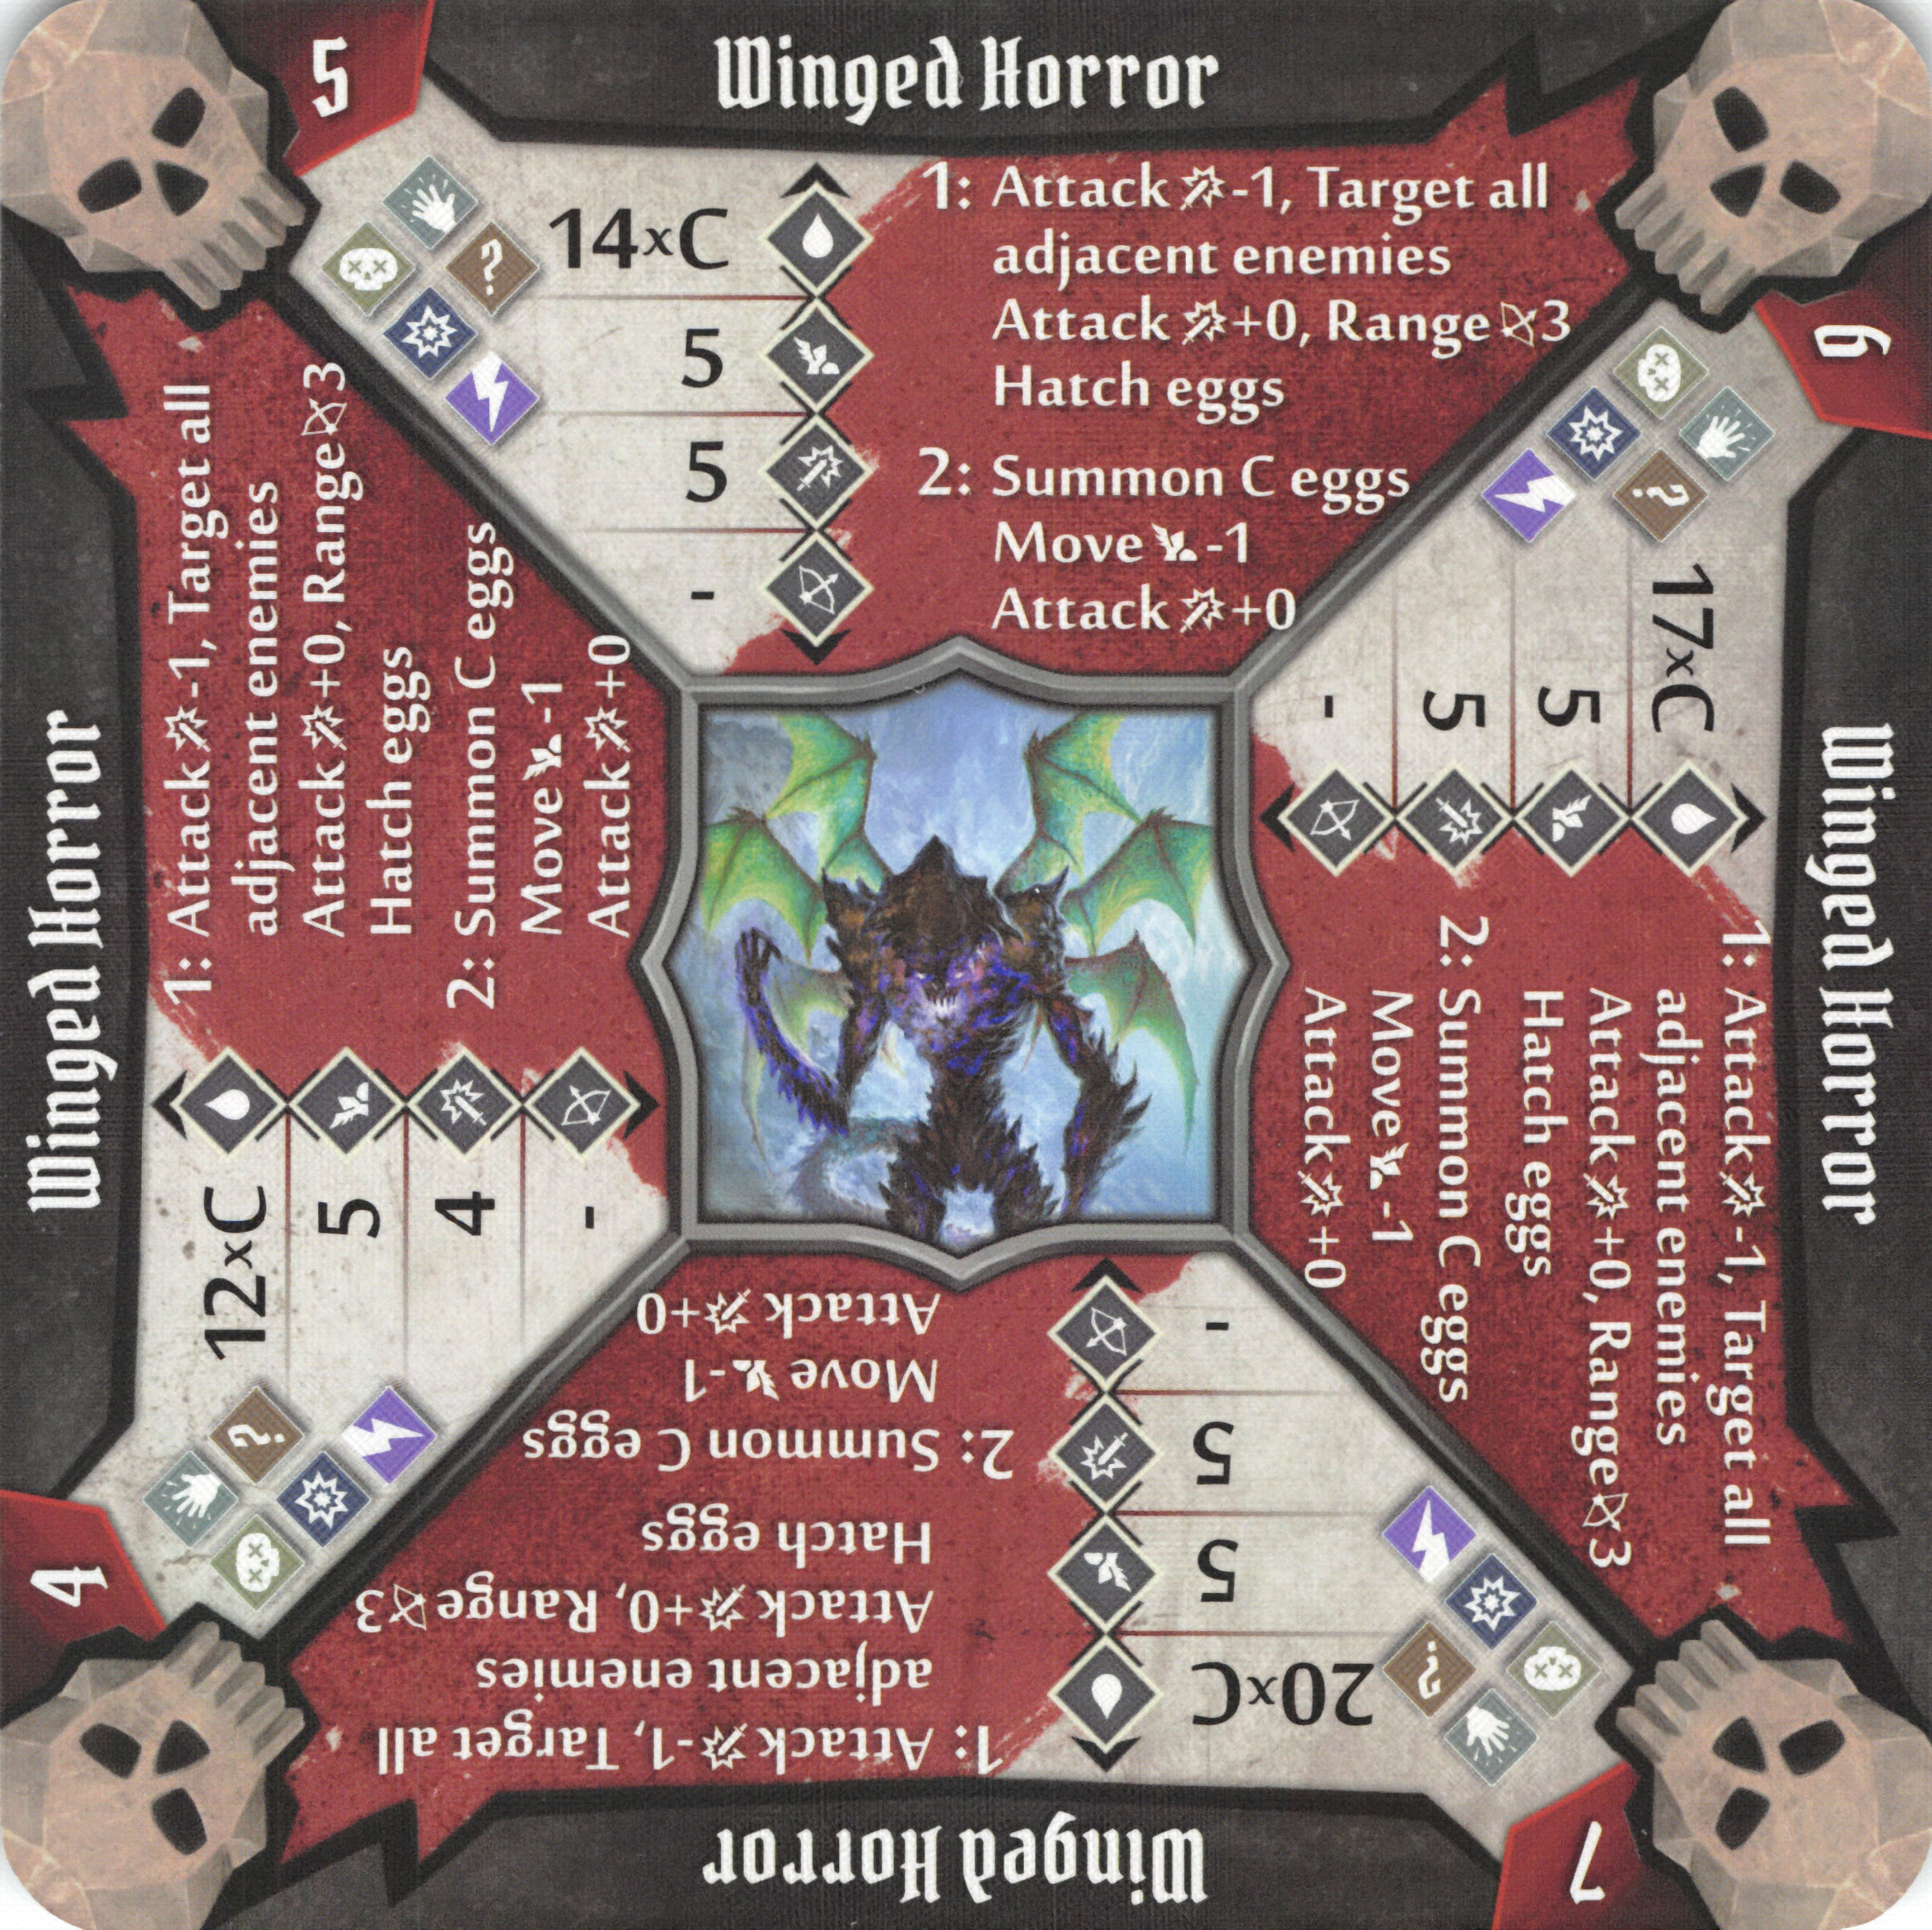 5
Winged Horror
14xC
5
5
-
1: Attack -1, Target all
adjacent enemies
Attack +0, Range 3
Hatch eggs
2: Summon C eggs
Move -1
Attack +0
6
Winged Horror
17xC
5
5
-
1: Attack -1, Target all
adjacent enemies
Attack +0, Range 3
Hatch eggs
2: Summon C eggs
Move -1
Attack +0
7
Winged Horror
20xC
5
5
-
1: Attack -1, Target all
adjacent enemies
Attack +0, Range 3
Hatch eggs
2: Summon C eggs
Move -1
Attack +0
4
Winged Horror
12xC
5
4
-
1: Attack -1, Target all
adjacent enemies
Attack +0, Range 3
Hatch eggs
2: Summon C eggs
Move -1
Attack +0